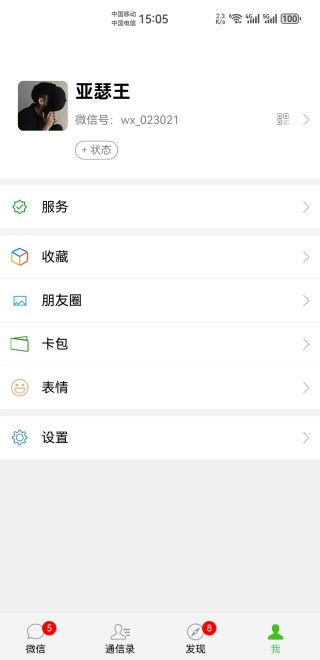 中国移动
中国电信
15:05
2.3
K/s
6
4G
5G
100
亚瑟王
微信号：wx_023021
+ 状态
服务
收藏
朋友圈
卡包
表情
设置
5
8
微信
通信录
发现
我